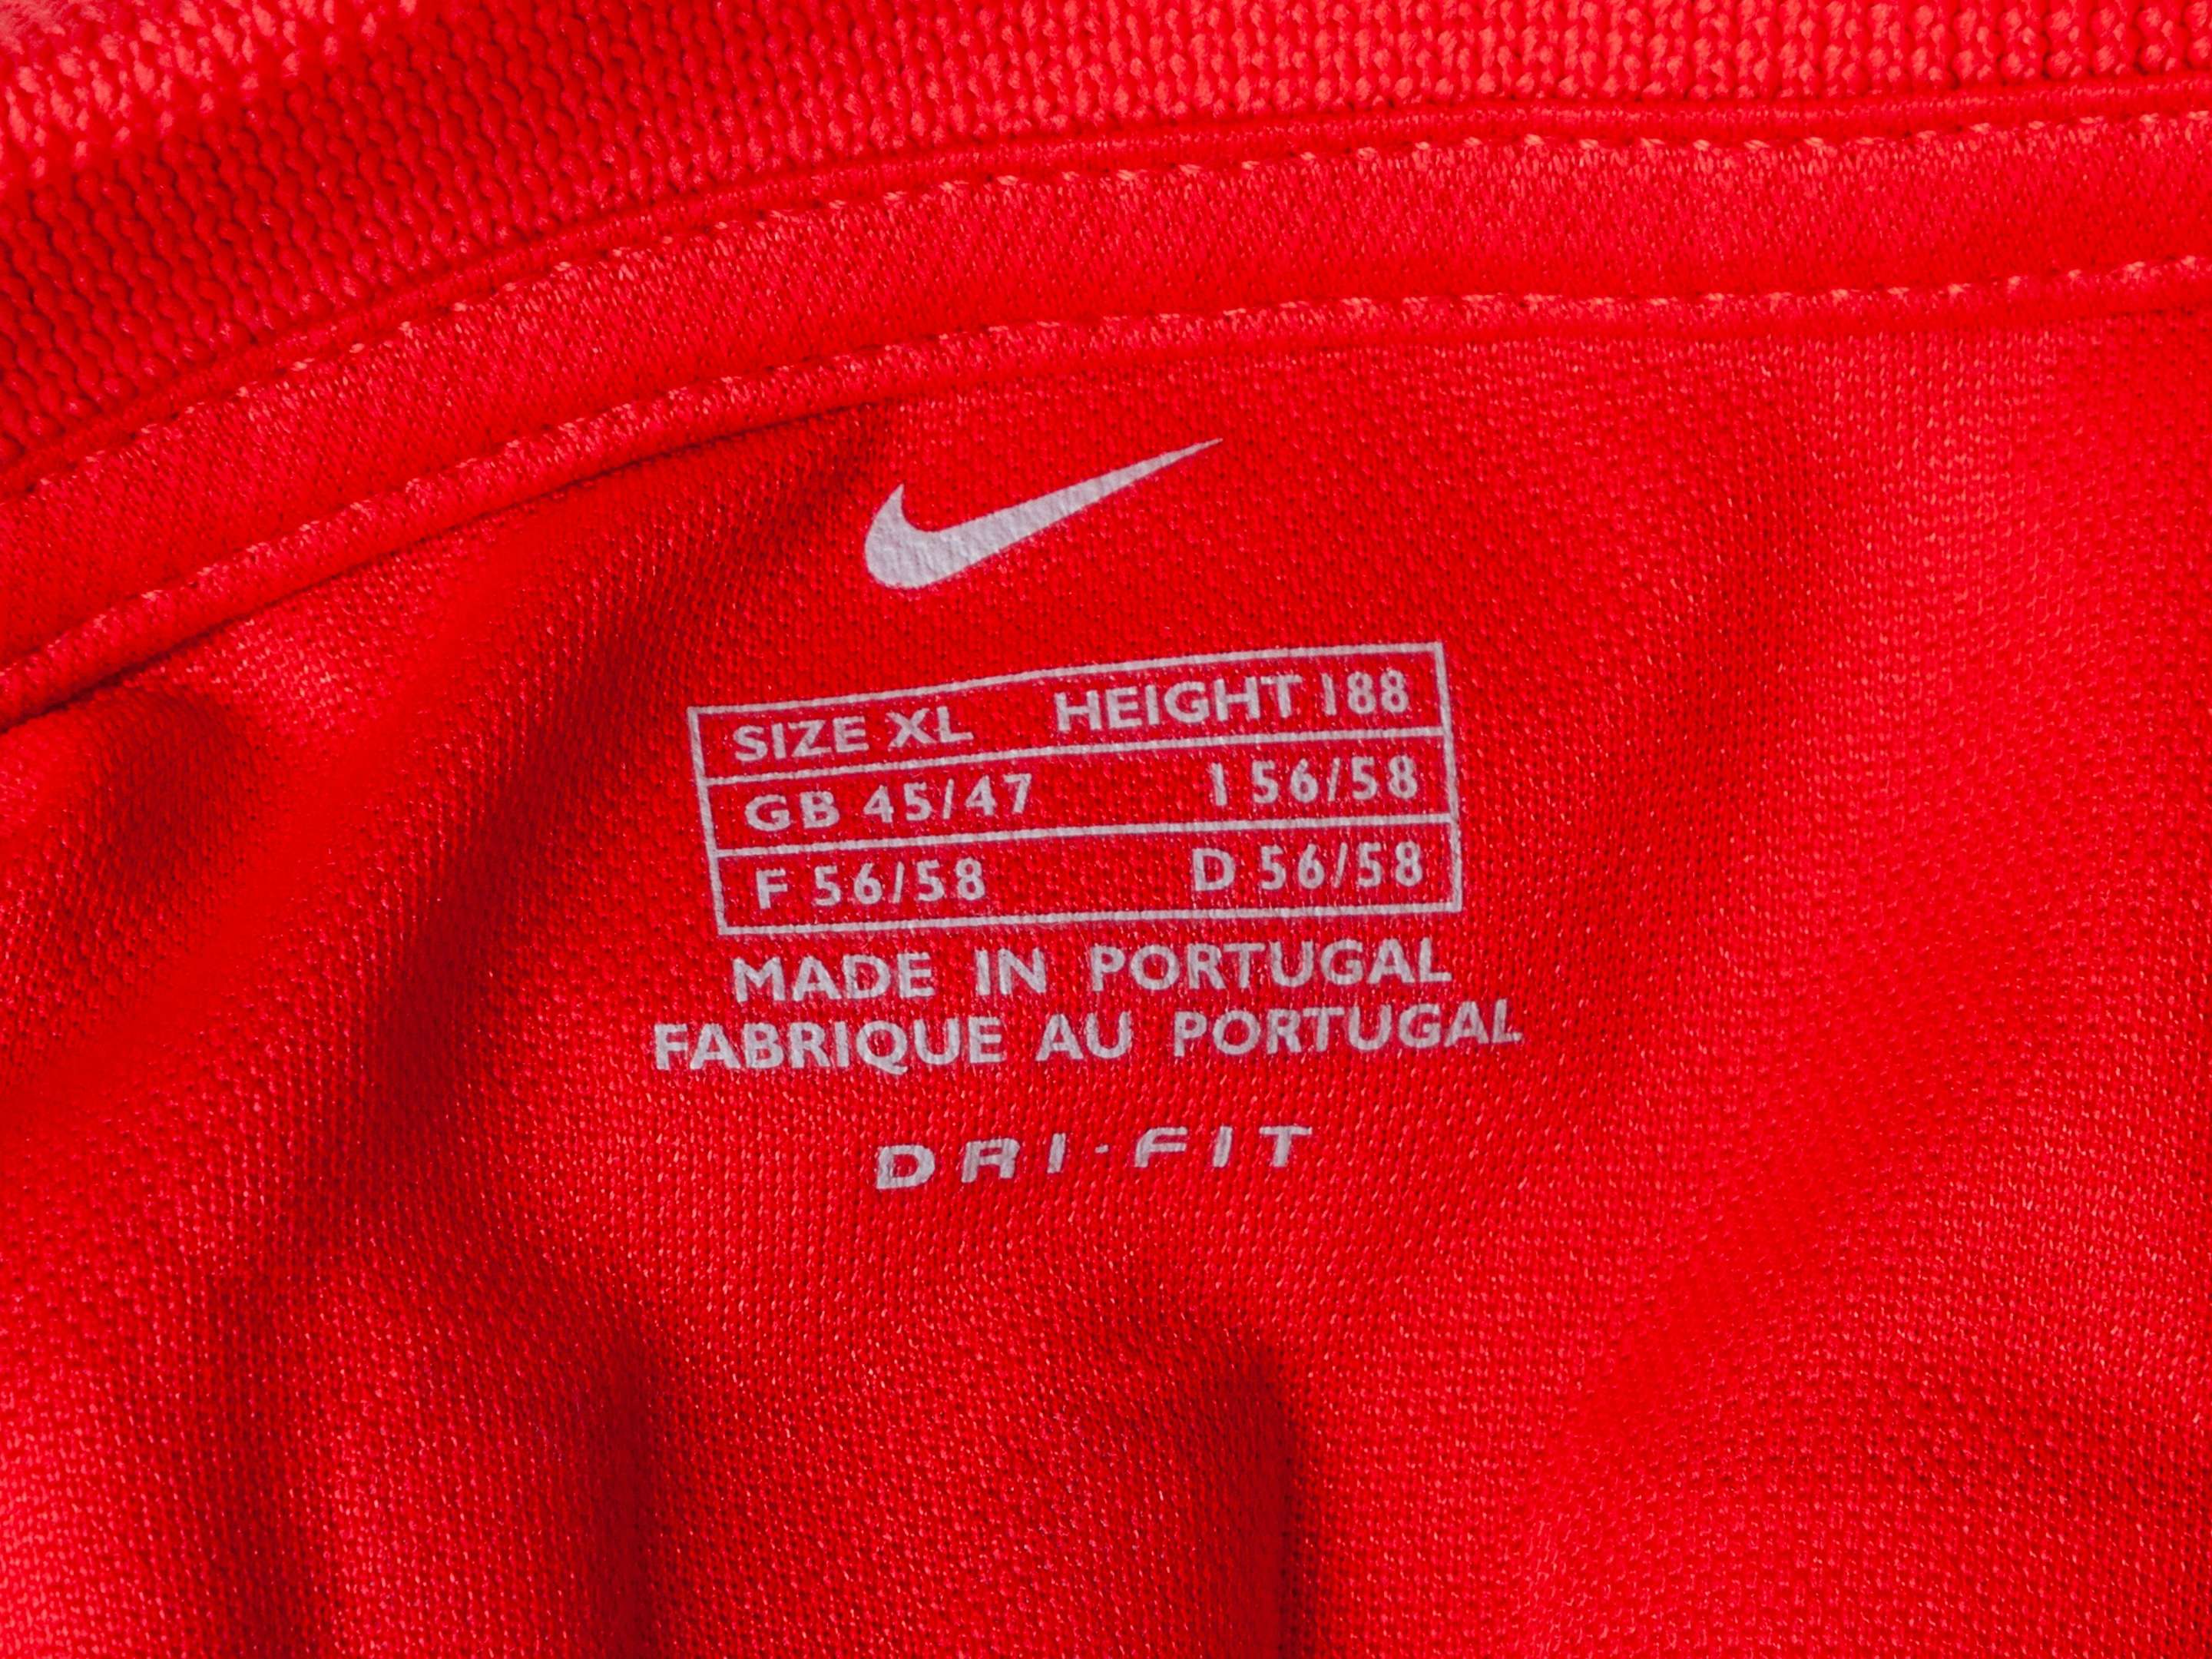 SIZE XL HEIGHT 188
GB 45/47 I 56/58
F 56/58 D 56/58
MADE IN PORTUGAL
FABRIQUE AU PORTUGAL
DRI-FIT